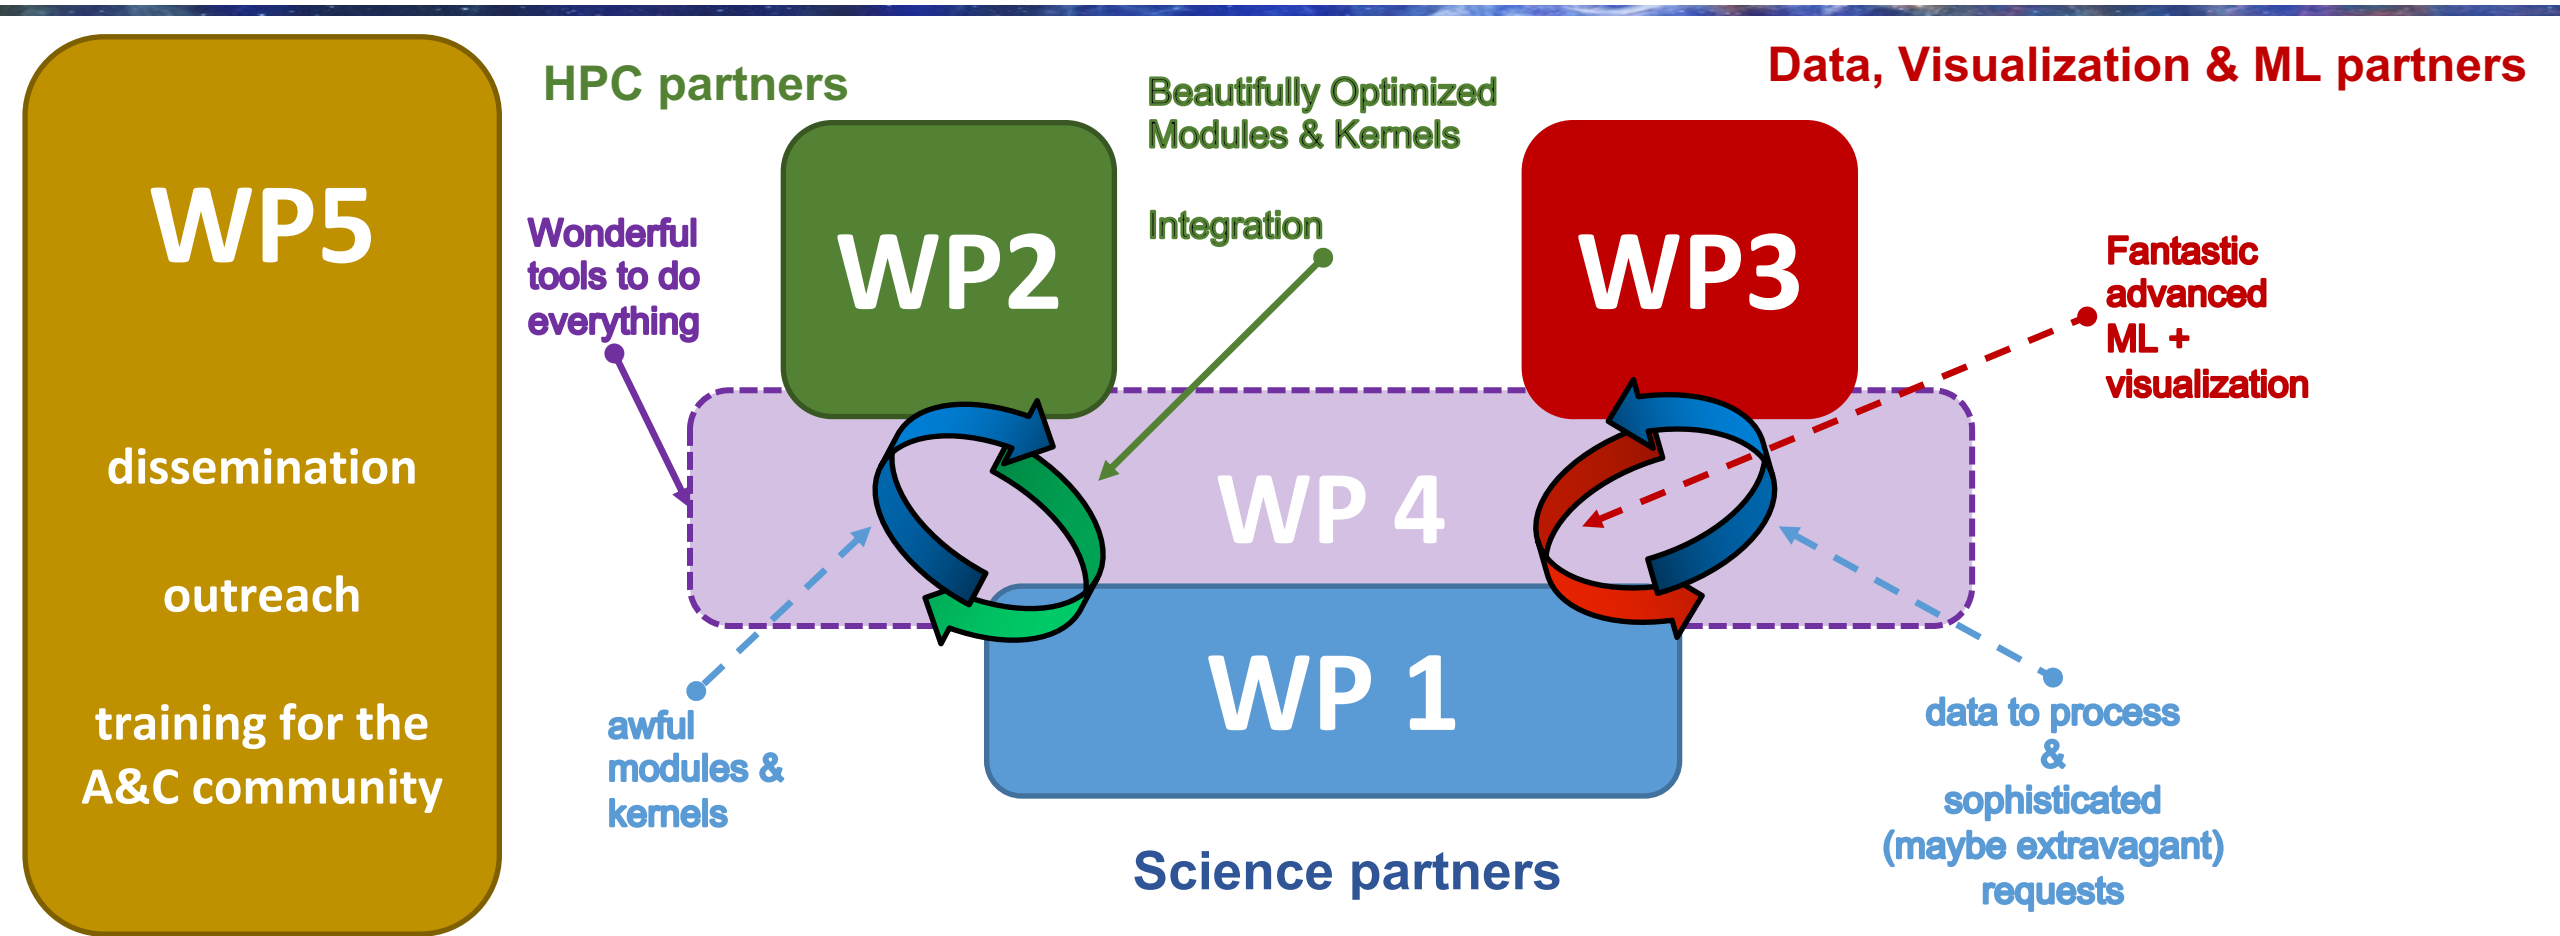 WP5
dissemination
outreach
training for the
A&C community
HPC partners
Data, Visualization & ML partners
Beautifully Optimized
Modules & Kernels
Integration
Wonderful
tools to do
everything
WP2
WP3
Fantastic
advanced
ML +
visualization
WP 4
WP 1
awful
modules &
kernels
data to process
&
sophisticated
(maybe extravagant)
requests
Science partners